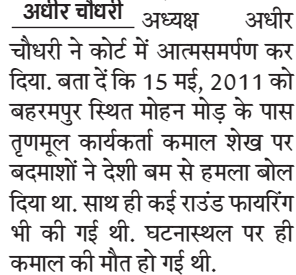 अधीर चौधरी
अध्यक्ष अधीर
चौधरी ने कोर्ट में आत्मसमर्पण कर
दिया. बता दें कि 15 मई, 2011 को
बहरमपुर स्थित मोहन मोड़ के पास
तृणमूल कार्यकर्ता कमाल शेख पर
बदमाशों ने देशी बम से हमला बोल
दिया था. साथ ही कई राउंड फायरिंग
भी की गई थी. घटनास्थल पर ही
कमाल की मौत हो गई थी.